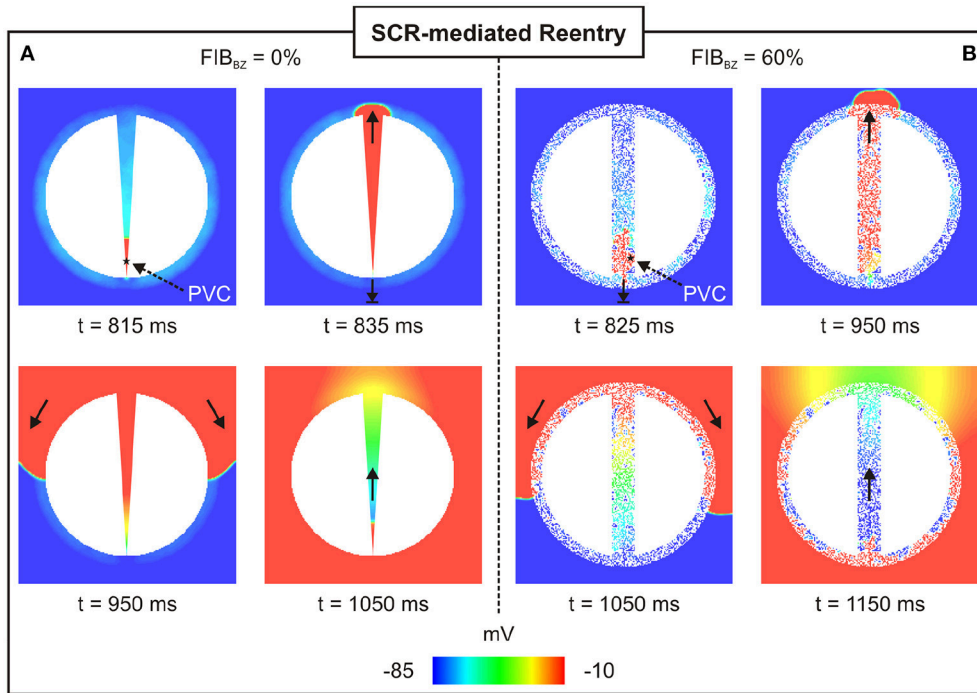 SCR-mediated Reentry
A
FIB_BZ = 0%
FIB_BZ = 60%
B
PVC
PVC
t = 815 ms
t = 835 ms
t = 825 ms
t = 950 ms
t = 950 ms
t = 1050 ms
t = 1050 ms
t = 1150 ms
mV
-85
-10